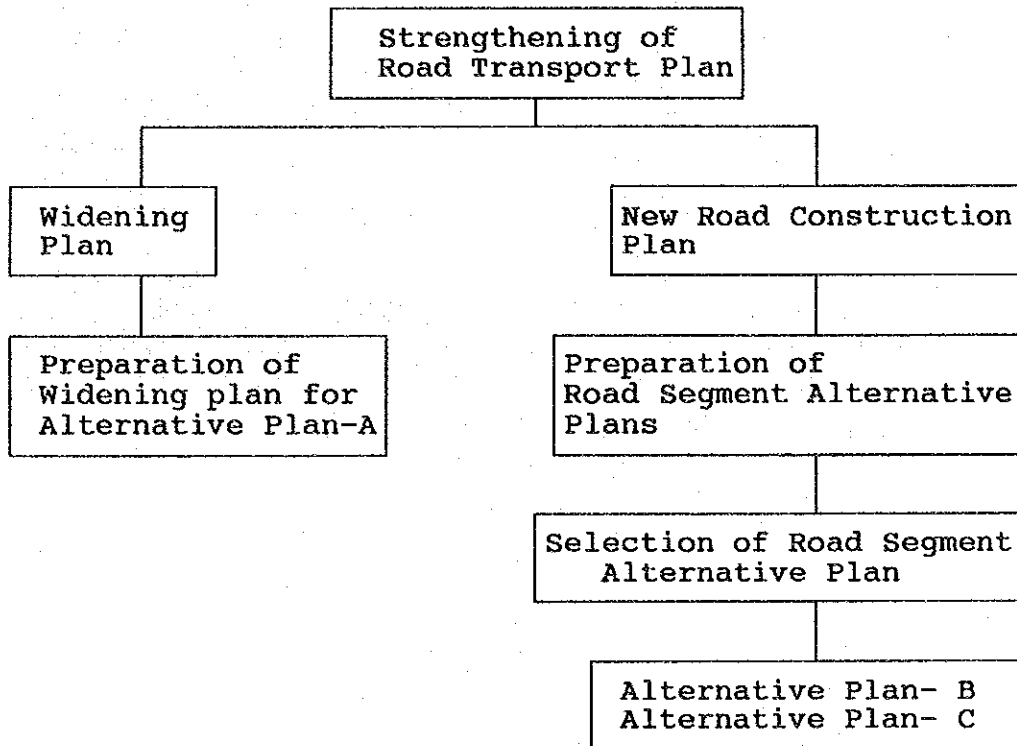 Strengthening of
Road Transport Plan
Widening
Plan
New Road Construction
Plan
Preparation of
Widening plan for
Alternative Plan-A
Preparation of
Road Segment Alternative
Plans
Selection of Road Segment
Alternative Plan
Alternative Plan- B
Alternative Plan- C